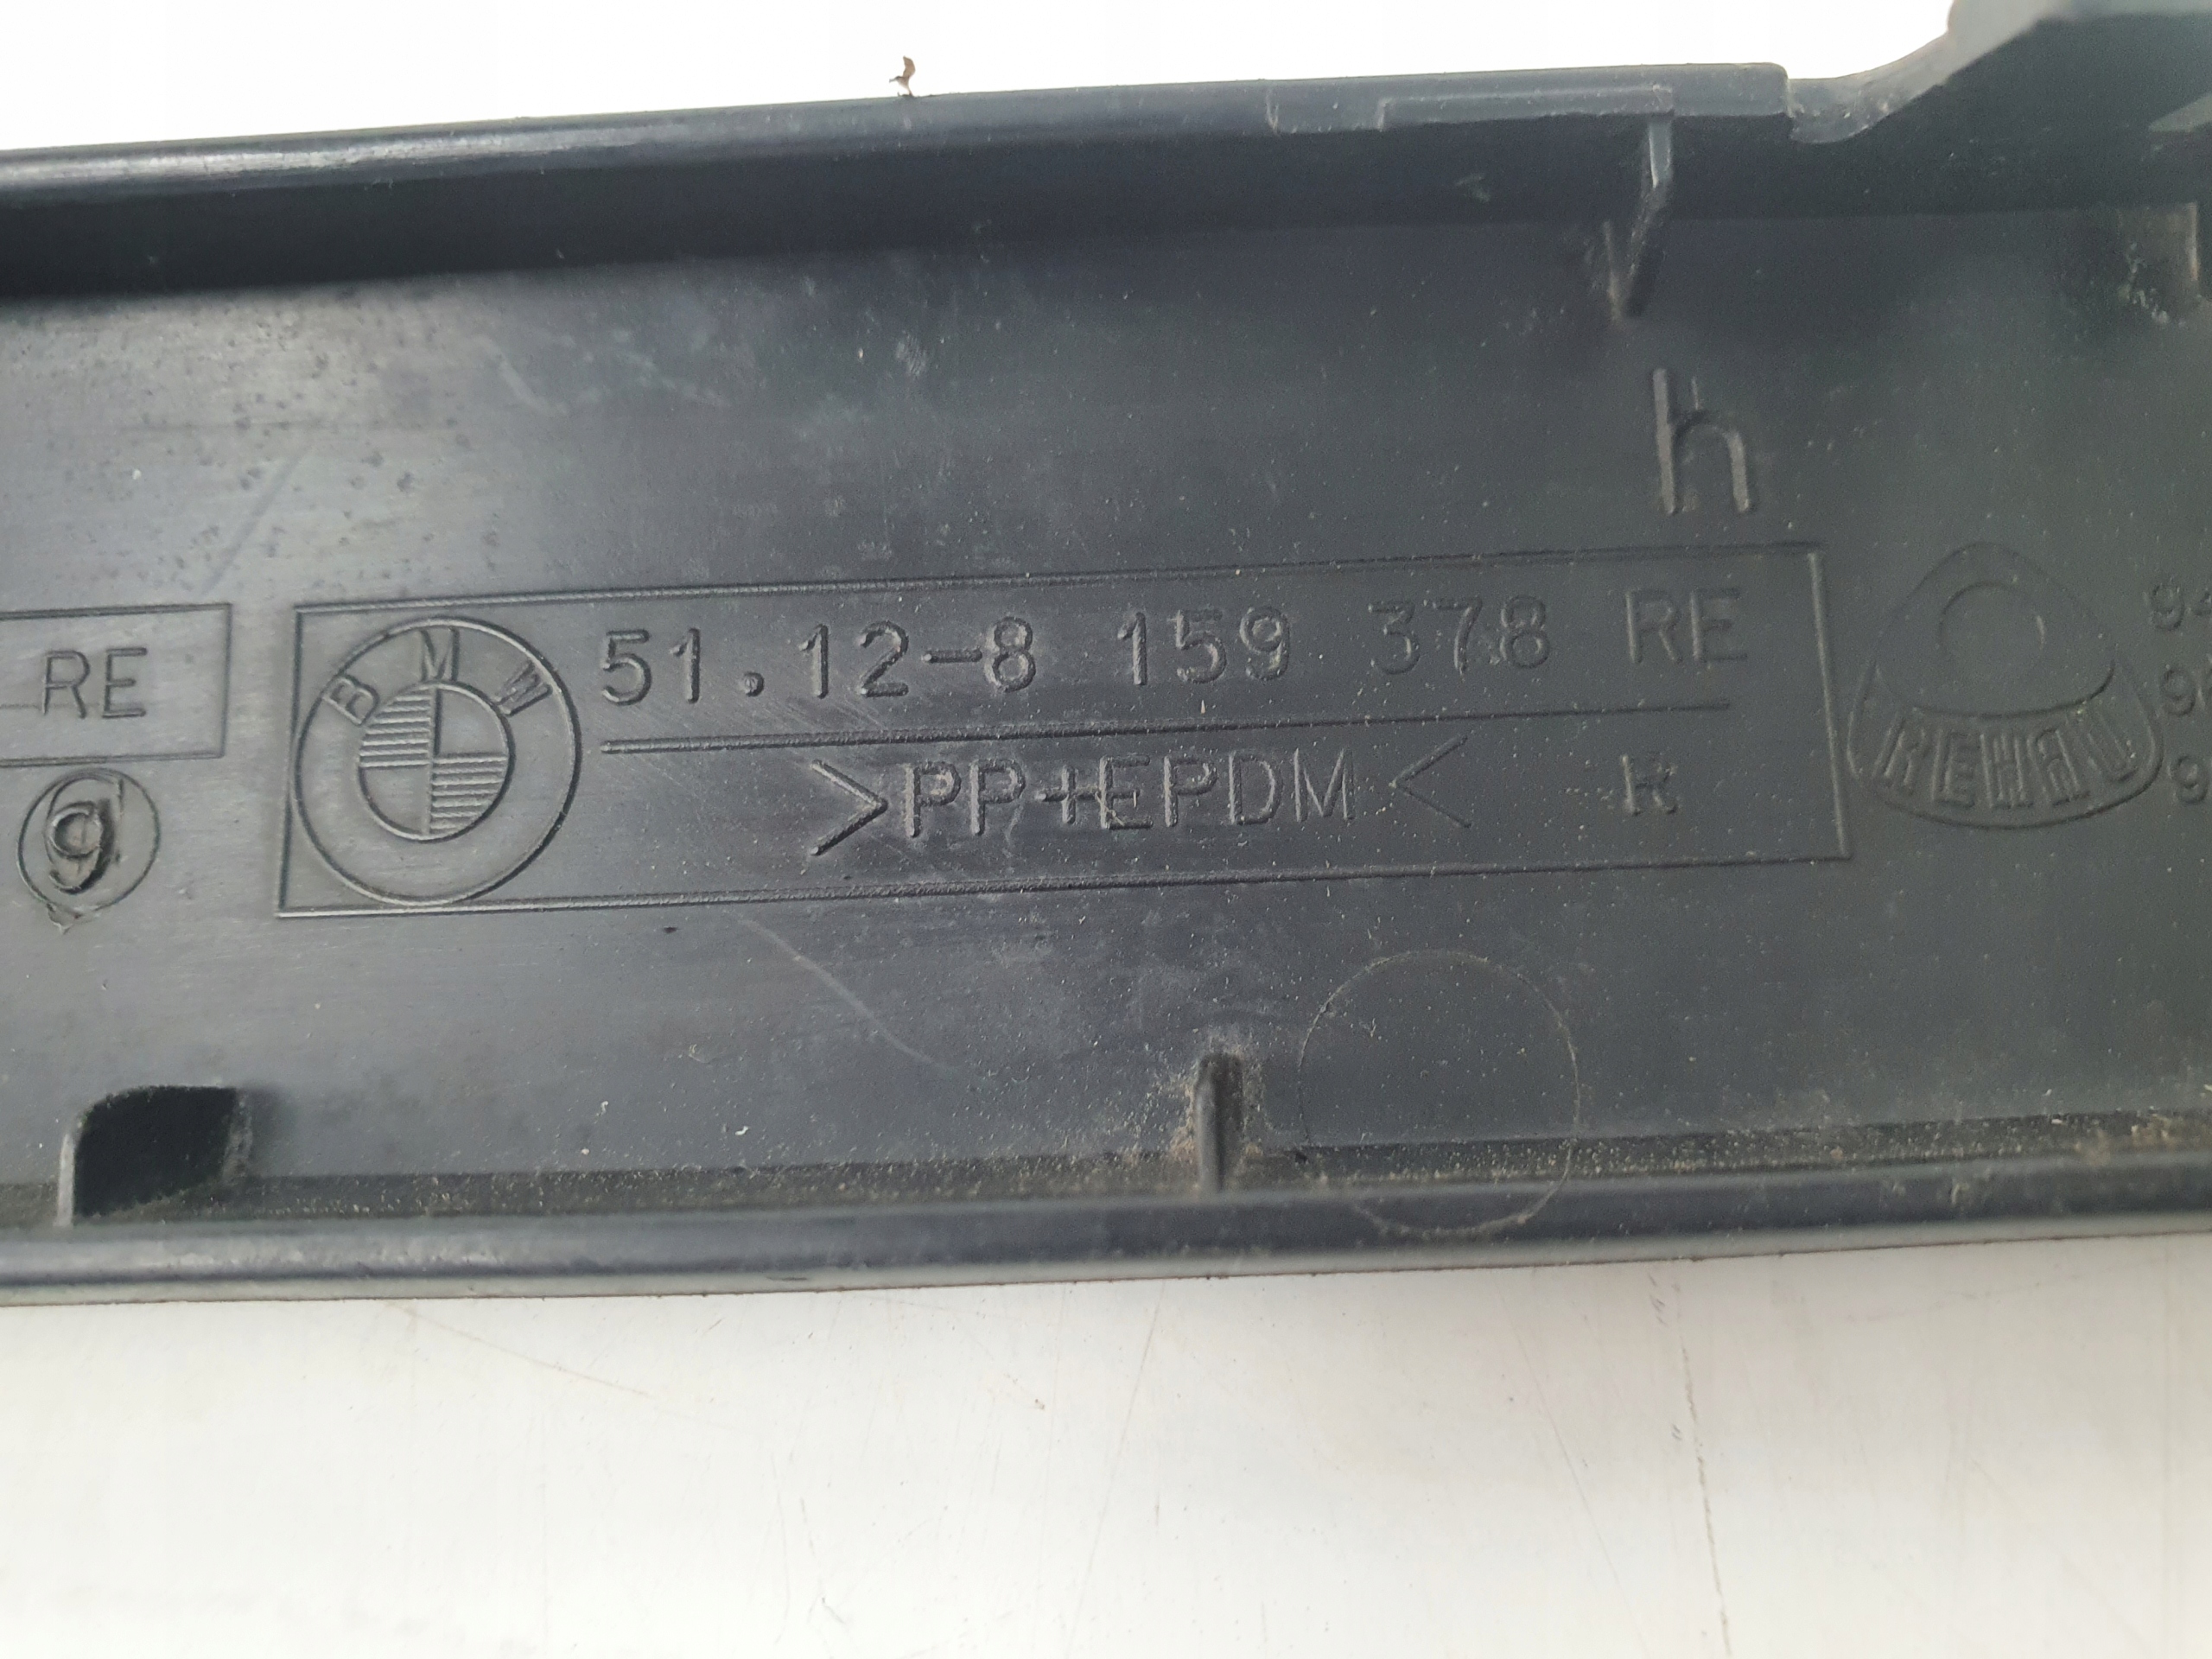 h
RE
g
BMW
51.12-8 159 378 RE
>PP+EPDM< R
REHAU